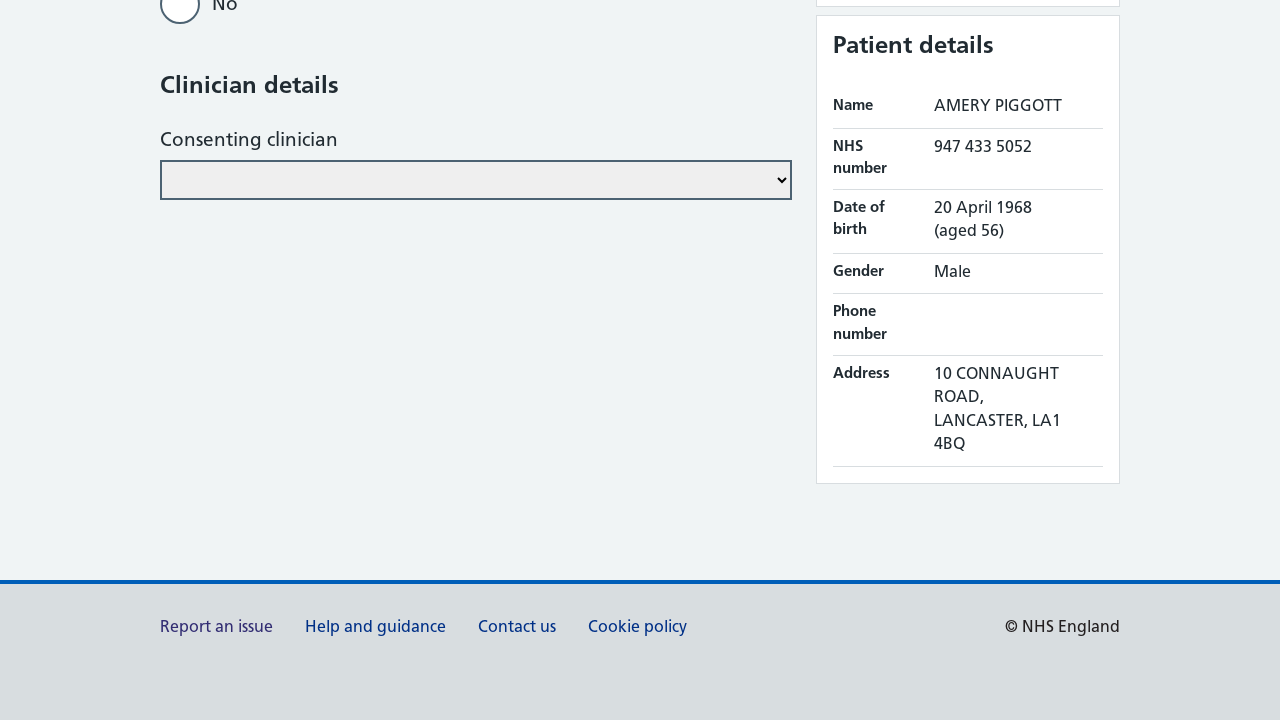 No
Clinician details
Consenting clinician
Patient details
Name AMERY PIGGOTT
NHS number 947 433 5052
Date of birth 20 April 1968
(aged 56)
Gender Male
Phone number
Address 10 CONNAUGHT
ROAD,
LANCASTER, LA1
4BQ
Report an issue Help and guidance Contact us Cookie policy © NHS England